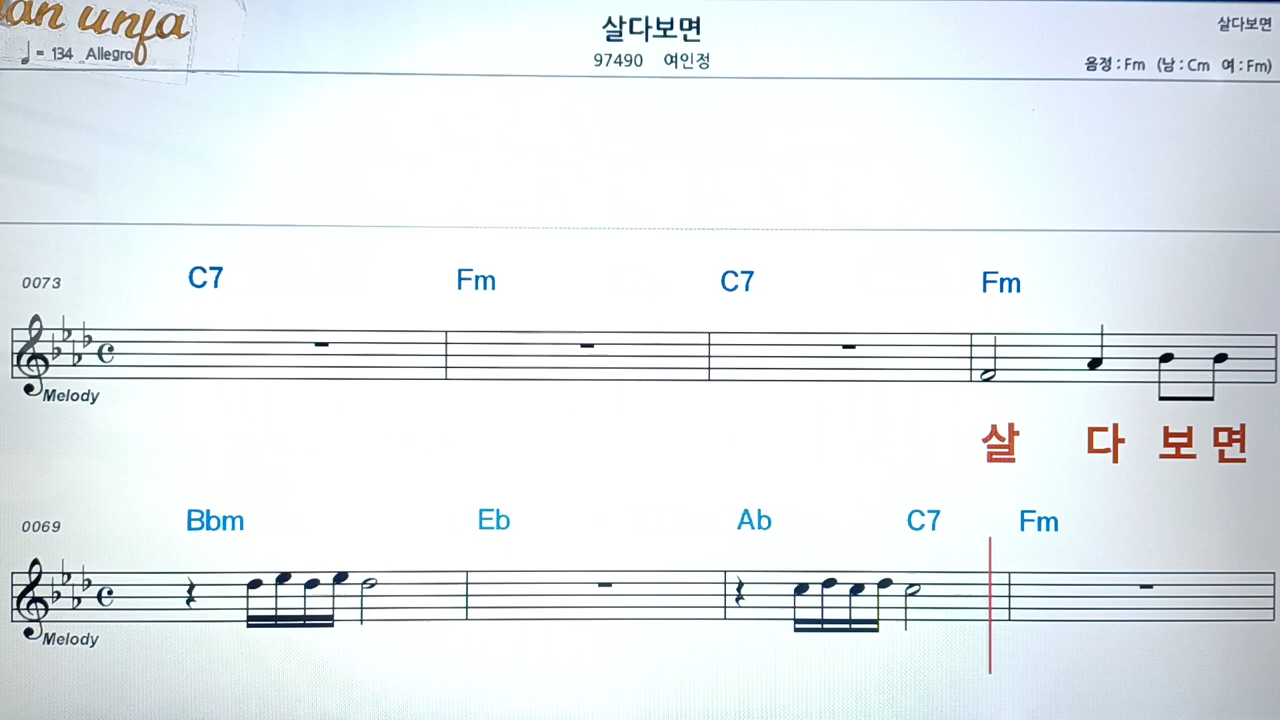 an unja
♩ = 134 Allegro
살다보면
97490 여인정
살다보면
음정 : Fm (남 : Cm 여 : Fm)
0073
C7 Fm C7 Fm
Melody
살 다 보 면
0069
Bbm Eb Ab C7 Fm
Melody